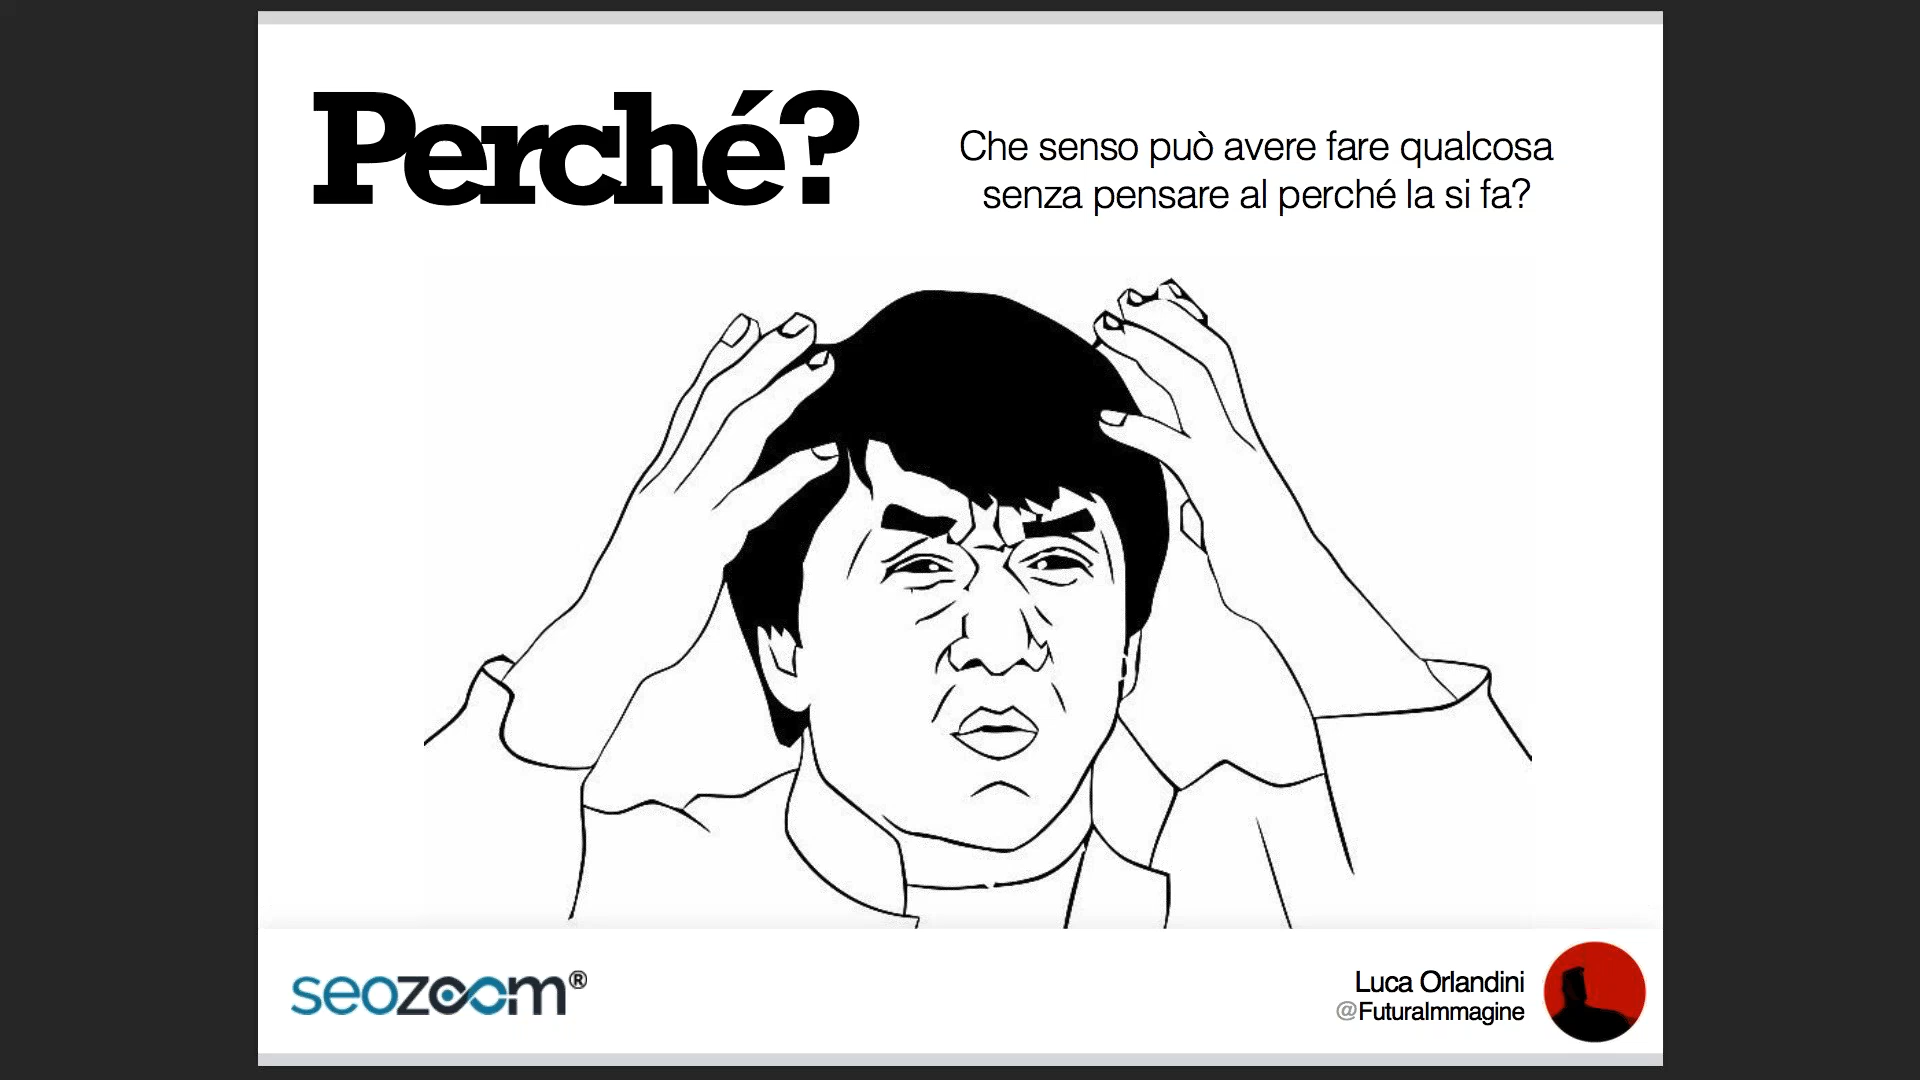 Perché?
Che senso può avere fare qualcosa
senza pensare al perché la si fa?
seozoom®
Luca Orlandini
@FuturaImmagine